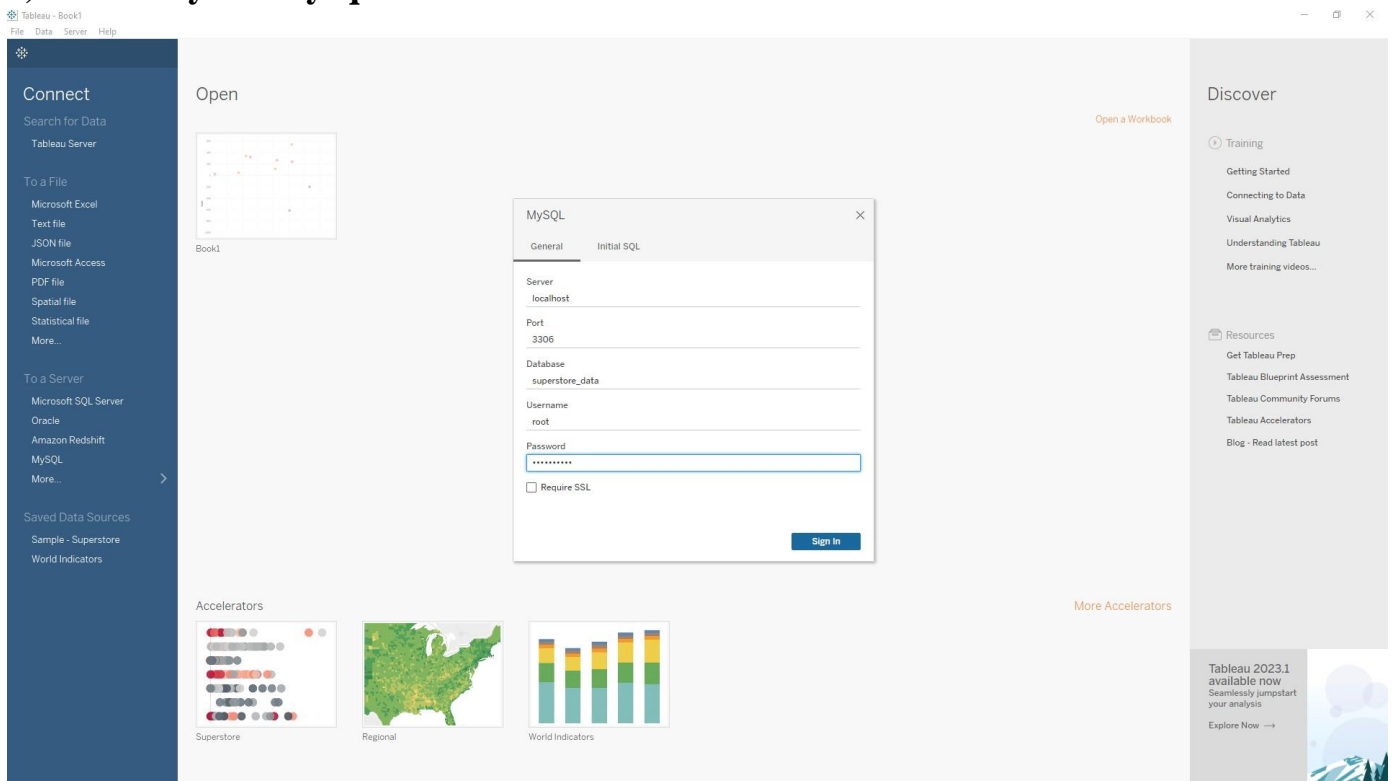 Tableau - Book1
File Data Server Help
Connect
Search for Data
Tableau Server
To a File
Microsoft Excel
Text file
JSON file
Microsoft Access
PDF file
Spatial file
Statistical file
More...
To a Server
Microsoft SQL Server
Oracle
Amazon Redshift
MySQL
More...
Saved Data Sources
Sample - Superstore
World Indicators
Open
Open a Workbook
Book1
MySQL
General Initial SQL
Server
localhost
Port
3306
Database
superstore_data
Username
root
Password
••••••••••
Require SSL
Sign In
Accelerators
More Accelerators
Superstore
Regional
World Indicators
Discover
Training
Getting Started
Connecting to Data
Visual Analytics
Understanding Tableau
More training videos...
Resources
Get Tableau Prep
Tableau Blueprint Assessment
Tableau Community Forums
Tableau Accelerators
Blog - Read latest post
Tableau 2023.1
available now
Seamlessly jumpstart
your analysis
Explore Now →